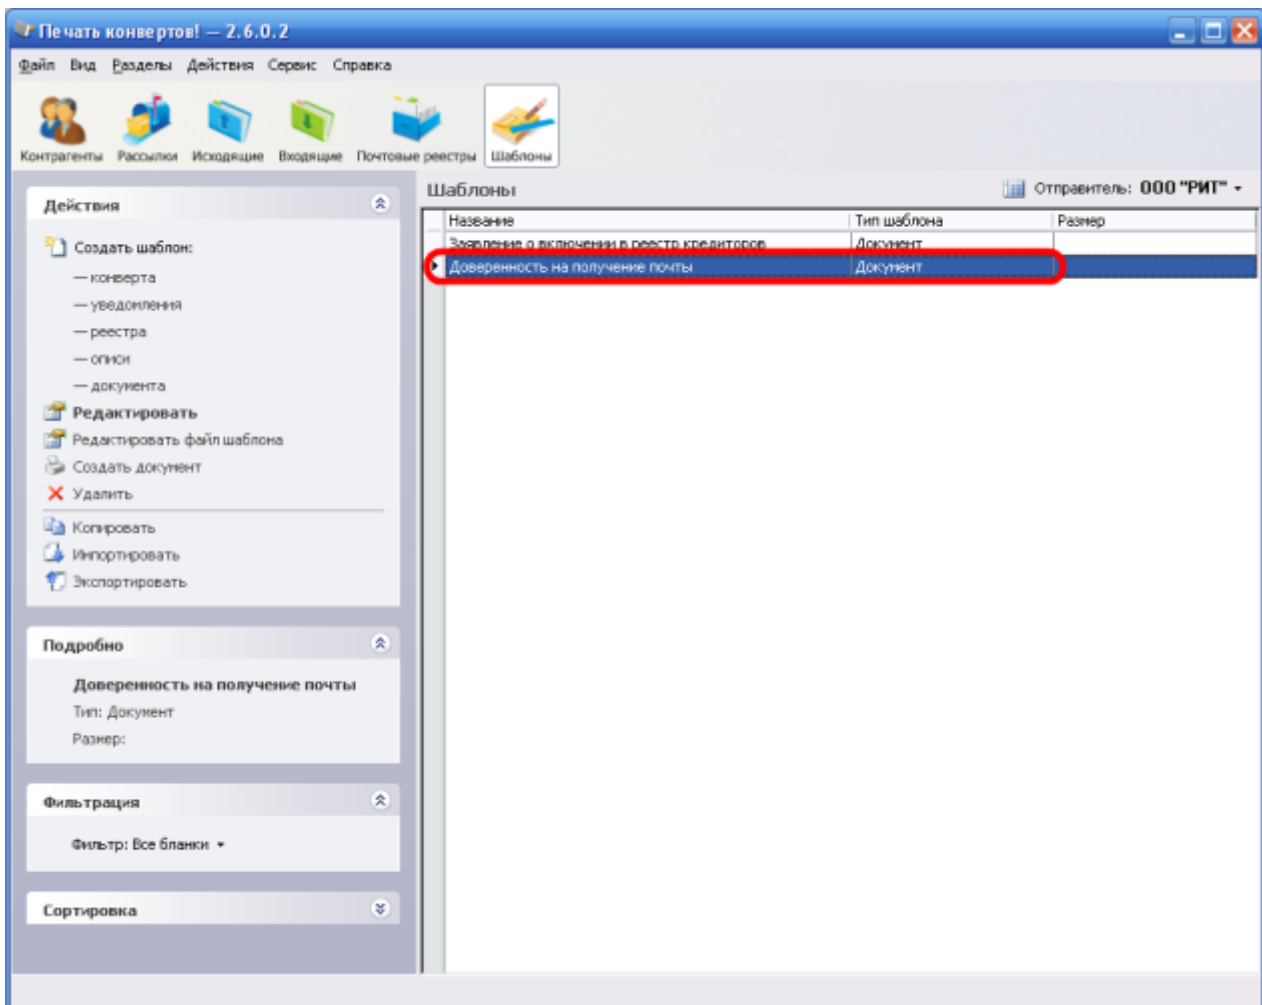 Печать конвертов! — 2.6.0.2
Файл Вид Разделы Действия Сервис Справка
Контрагенты Рассылки Исходящие Входящие Почтовые реестры Шаблоны
Шаблоны
Отправитель: ООО "РИТ"
Действия
Создать шаблон:
— конверта
— уведомления
— реестра
— описи
— документа
Редактировать
Редактировать файл шаблона
Создать документ
Удалить
Копировать
Импортировать
Экспортировать
Подробно
Доверенность на получение почты
Тип: Документ
Размер:
Фильтрация
Фильтр: Все бланки
Сортировка
Название Тип шаблона Размер
Заявление о включении в реестр кредиторов Документ
Доверенность на получение почты Документ